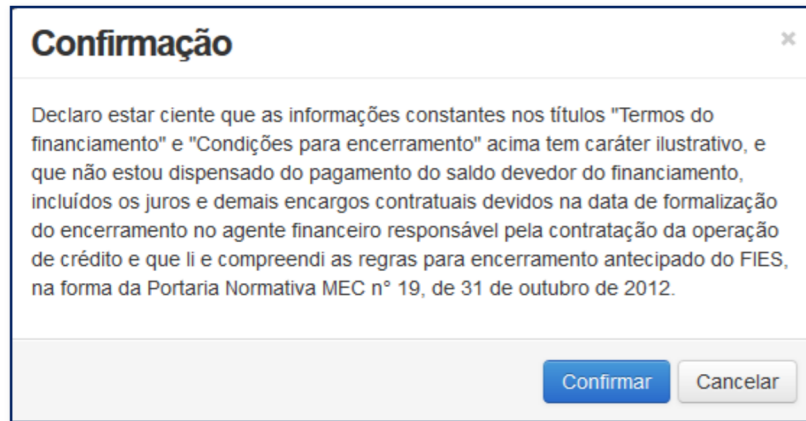 Confirmação
×
Declaro estar ciente que as informações constantes nos títulos "Termos do
financiamento" e "Condições para encerramento" acima tem caráter ilustrativo, e
que não estou dispensado do pagamento do saldo devedor do financiamento,
incluídos os juros e demais encargos contratuais devidos na data de formalização
do encerramento no agente financeiro responsável pela contratação da operação
de crédito e que li e compreendi as regras para encerramento antecipado do FIES,
na forma da Portaria Normativa MEC n° 19, de 31 de outubro de 2012.
Confirmar Cancelar